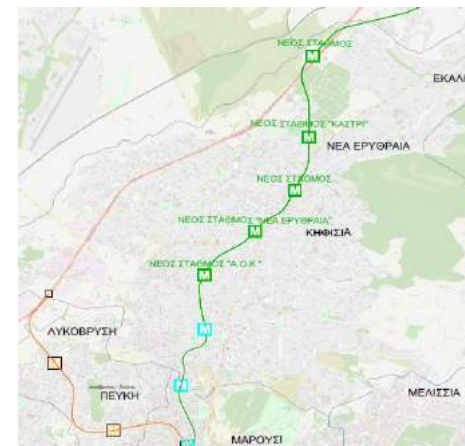 ΝΕΟΣ ΣΤΑΘΜΟΣ
M
ΕΚΑΛ
ΝΕΟΣ ΣΤΑΘΜΟΣ "ΚΑΣΤΡΙ"
M
ΝΕΑ ΕΡΥΘΡΑΙΑ
ΝΕΟΣ ΣΤΑΘΜΟΣ
M
ΝΕΟΣ ΣΤΑΘΜΟΣ "ΝΕΑ ΕΡΥΘΡΑΙΑ"
M
ΚΗΦΙΣΙΑ
ΝΕΟΣ ΣΤΑΘΜΟΣ "Α.Ο.Κ."
M
ΛΥΚΟΒΡΥΣΗ
M
ΠΕΥΚΗ
ΜΕΛΙΣΣΙΑ
ΜΑΡΟΥΣΙ